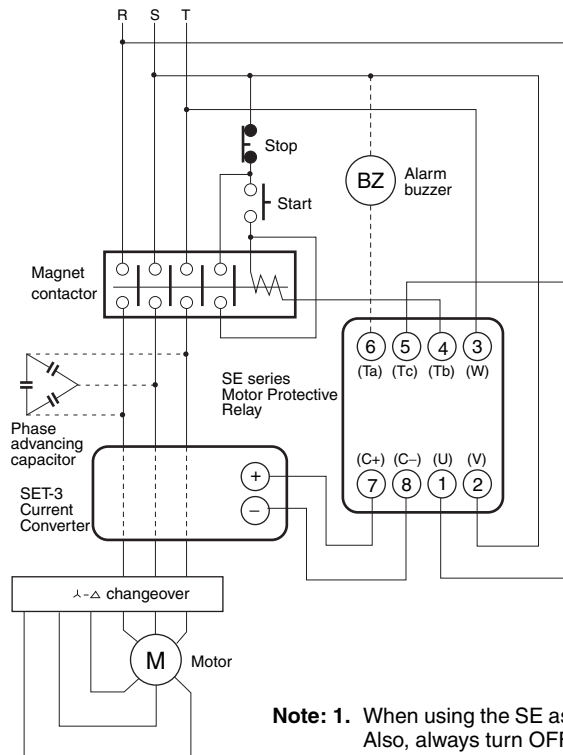 R S T
Stop
Start
BZ
Alarm
buzzer
Magnet
contactor
6 5 4 3
(Ta) (Tc) (Tb) (W)
SE series
Motor Protective
Relay
Phase
advancing
capacitor
(C+) (C−) (U) (V)
7 8 1 2
SET-3
Current
Converter
+
−
⅄-△ changeover
M
Motor
Note: 1. When using the SE as
Also, always turn OFF